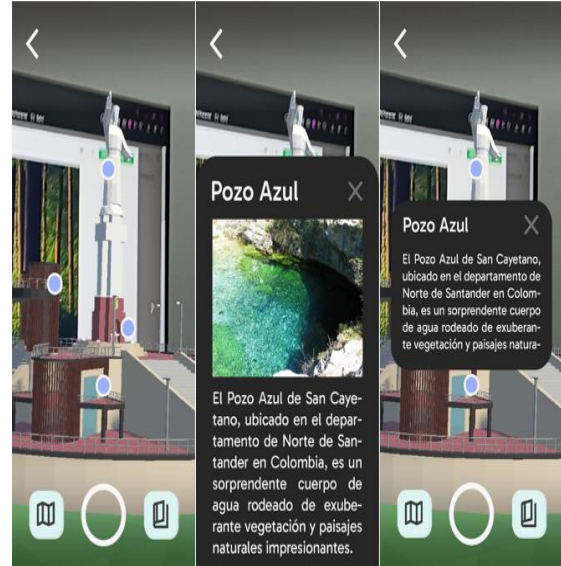 Pozo Azul
El Pozo Azul de San Caye-
tano, ubicado en el depar-
tamento de Norte de San-
tander en Colombia, es un
sorprendente cuerpo de
agua rodeado de exube-
rante vegetación y paisajes
naturales impresionantes.
Pozo Azul
El Pozo Azul de San Cayetano,
ubicado en el departamento de
Norte de Santander en Colom-
bia, es un sorprendente cuerpo
de agua rodeado de exuberan-
te vegetación y paisajes natura-